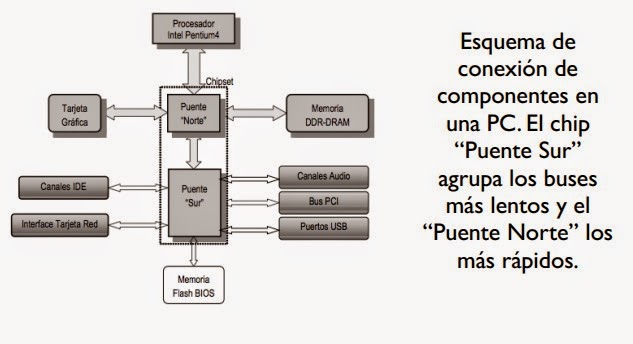 Procesador
Intel Pentium4
Chipset
Tarjeta
Gráfica
Puente
"Norte"
Memoria
DDR-DRAM
Canales IDE
Interface Tarjeta Red
Puente
"Sur"
Canales Audio
Bus PCI
Puertos USB
Memoria
Flash BIOS
Esquema de
conexión de
componentes en
una PC. El chip
“Puente Sur”
agrupa los buses
más lentos y el
“Puente Norte” los
más rápidos.